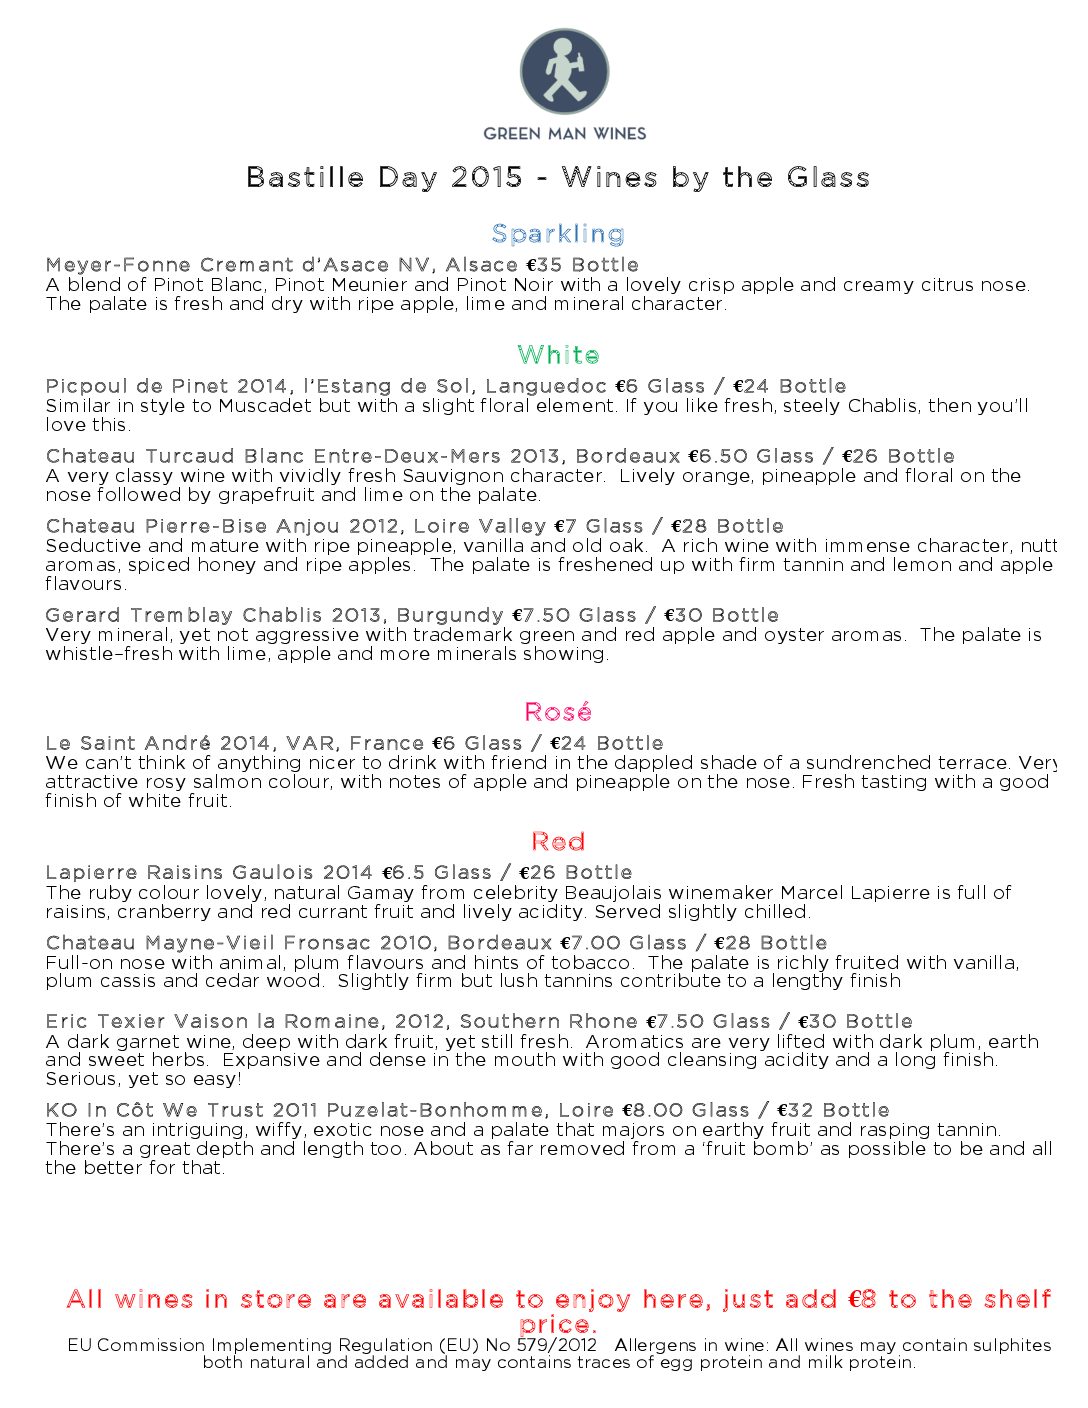 GREEN MAN WINES
Bastille Day 2015 - Wines by the Glass
Sparkling
Meyer-Fonne Cremant d'Asace NV, Alsace €35 Bottle
A blend of Pinot Blanc, Pinot Meunier and Pinot Noir with a lovely crisp apple and creamy citrus nose.
The palate is fresh and dry with ripe apple, lime and mineral character.
White
Picpoul de Pinet 2014, l'Estang de Sol, Languedoc €6 Glass / €24 Bottle
Similar in style to Muscadet but with a slight floral element. If you like fresh, steely Chablis, then you'll
love this.
Chateau Turcaud Blanc Entre-Deux-Mers 2013, Bordeaux €6.50 Glass / €26 Bottle
A very classy wine with vividly fresh Sauvignon character.  Lively orange, pineapple and floral on the
nose followed by grapefruit and lime on the palate.
Chateau Pierre-Bise Anjou 2012, Loire Valley €7 Glass / €28 Bottle
Seductive and mature with ripe pineapple, vanilla and old oak.  A rich wine with immense character, nutt
aromas, spiced honey and ripe apples.  The palate is freshened up with firm tannin and lemon and apple
flavours.
Gerard Tremblay Chablis 2013, Burgundy €7.50 Glass / €30 Bottle
Very mineral, yet not aggressive with trademark green and red apple and oyster aromas.  The palate is
whistle–fresh with lime, apple and more minerals showing.
Rosé
Le Saint André 2014, VAR, France €6 Glass / €24 Bottle
We can't think of anything nicer to drink with friend in the dappled shade of a sundrenched terrace. Very
attractive rosy salmon colour, with notes of apple and pineapple on the nose. Fresh tasting with a good
finish of white fruit.
Red
Lapierre Raisins Gaulois 2014 €6.5 Glass / €26 Bottle
The ruby colour lovely, natural Gamay from celebrity Beaujolais winemaker Marcel Lapierre is full of
raisins, cranberry and red currant fruit and lively acidity. Served slightly chilled.
Chateau Mayne-Vieil Fronsac 2010, Bordeaux €7.00 Glass / €28 Bottle
Full-on nose with animal, plum flavours and hints of tobacco.  The palate is richly fruited with vanilla,
plum cassis and cedar wood.  Slightly firm but lush tannins contribute to a lengthy finish
Eric Texier Vaison la Romaine, 2012, Southern Rhone €7.50 Glass / €30 Bottle
A dark garnet wine, deep with dark fruit, yet still fresh.  Aromatics are very lifted with dark plum, earth
and sweet herbs.  Expansive and dense in the mouth with good cleansing acidity and a long finish.
Serious, yet so easy!
KO In Côt We Trust 2011 Puzelat-Bonhomme, Loire €8.00 Glass / €32 Bottle
There's an intriguing, wiffy, exotic nose and a palate that majors on earthy fruit and rasping tannin.
There's a great depth and length too. About as far removed from a 'fruit bomb' as possible to be and all
the better for that.
All wines in store are available to enjoy here, just add €8 to the shelf
price.
EU Commission Implementing Regulation (EU) No 579/2012   Allergens in wine: All wines may contain sulphites
both natural and added and may contains traces of egg protein and milk protein.